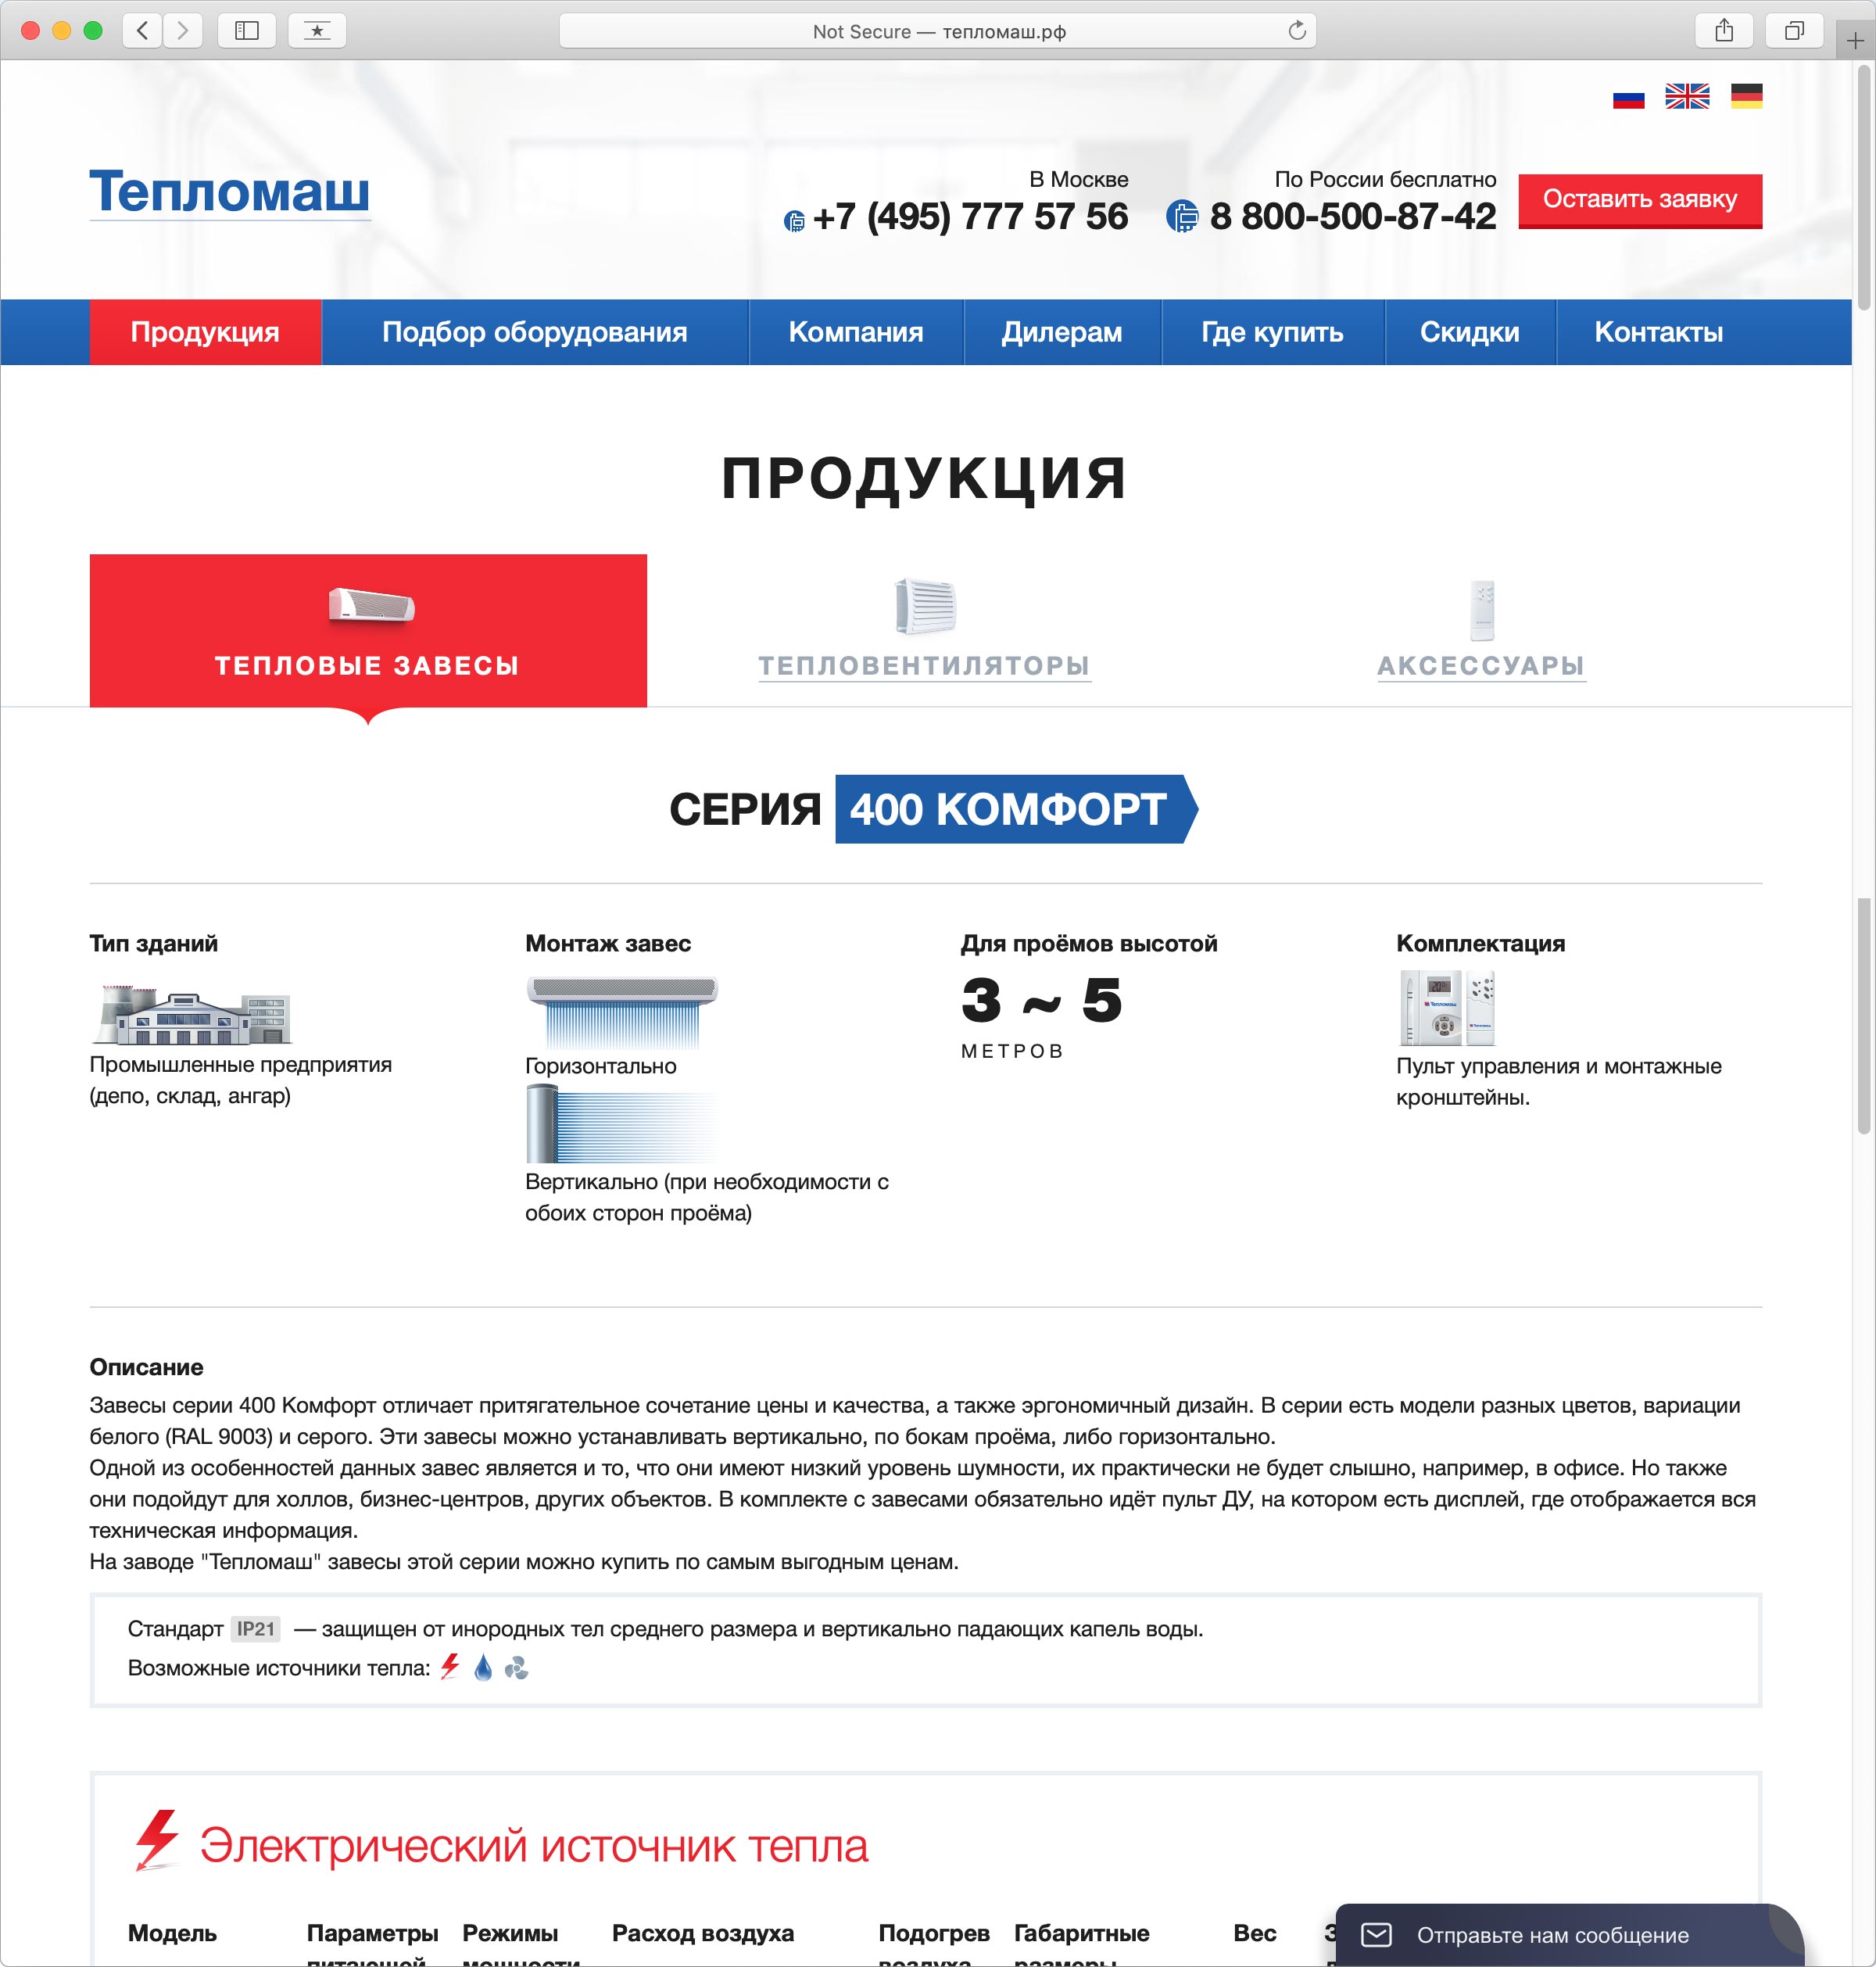 Not Secure — тепломаш.рф
Тепломаш
В Москве
+7 (495) 777 57 56
По России бесплатно
8 800-500-87-42
Оставить заявку
Продукция
Подбор оборудования
Компания
Дилерам
Где купить
Скидки
Контакты
ПРОДУКЦИЯ
ТЕПЛОВЫЕ ЗАВЕСЫ
ТЕПЛОВЕНТИЛЯТОРЫ
АКСЕССУАРЫ
СЕРИЯ 400 КОМФОРТ
Тип зданий
Промышленные предприятия
(депо, склад, ангар)
Монтаж завес
Горизонтально
Вертикально (при необходимости с
обоих сторон проёма)
Для проёмов высотой
3 ~ 5
МЕТРОВ
Комплектация
Пульт управления и монтажные
кронштейны.
Описание
Завесы серии 400 Комфорт отличает притягательное сочетание цены и качества, а также эргономичный дизайн. В серии есть модели разных цветов, вариации
белого (RAL 9003) и серого. Эти завесы можно устанавливать вертикально, по бокам проёма, либо горизонтально.
Одной из особенностей данных завес является и то, что они имеют низкий уровень шумности, их практически не будет слышно, например, в офисе. Но также
они подойдут для холлов, бизнес-центров, других объектов. В комплекте с завесами обязательно идёт пульт ДУ, на котором есть дисплей, где отображается вся
техническая информация.
На заводе "Тепломаш" завесы этой серии можно купить по самым выгодным ценам.
Стандарт IP21 — защищен от инородных тел среднего размера и вертикально падающих капель воды.
Возможные источники тепла:
Электрический источник тепла
Модель
Параметры
питающей
Режимы
мощности
Расход воздуха
Подогрев
воздуха
Габаритные
размеры
Вес
Отправьте нам сообщение